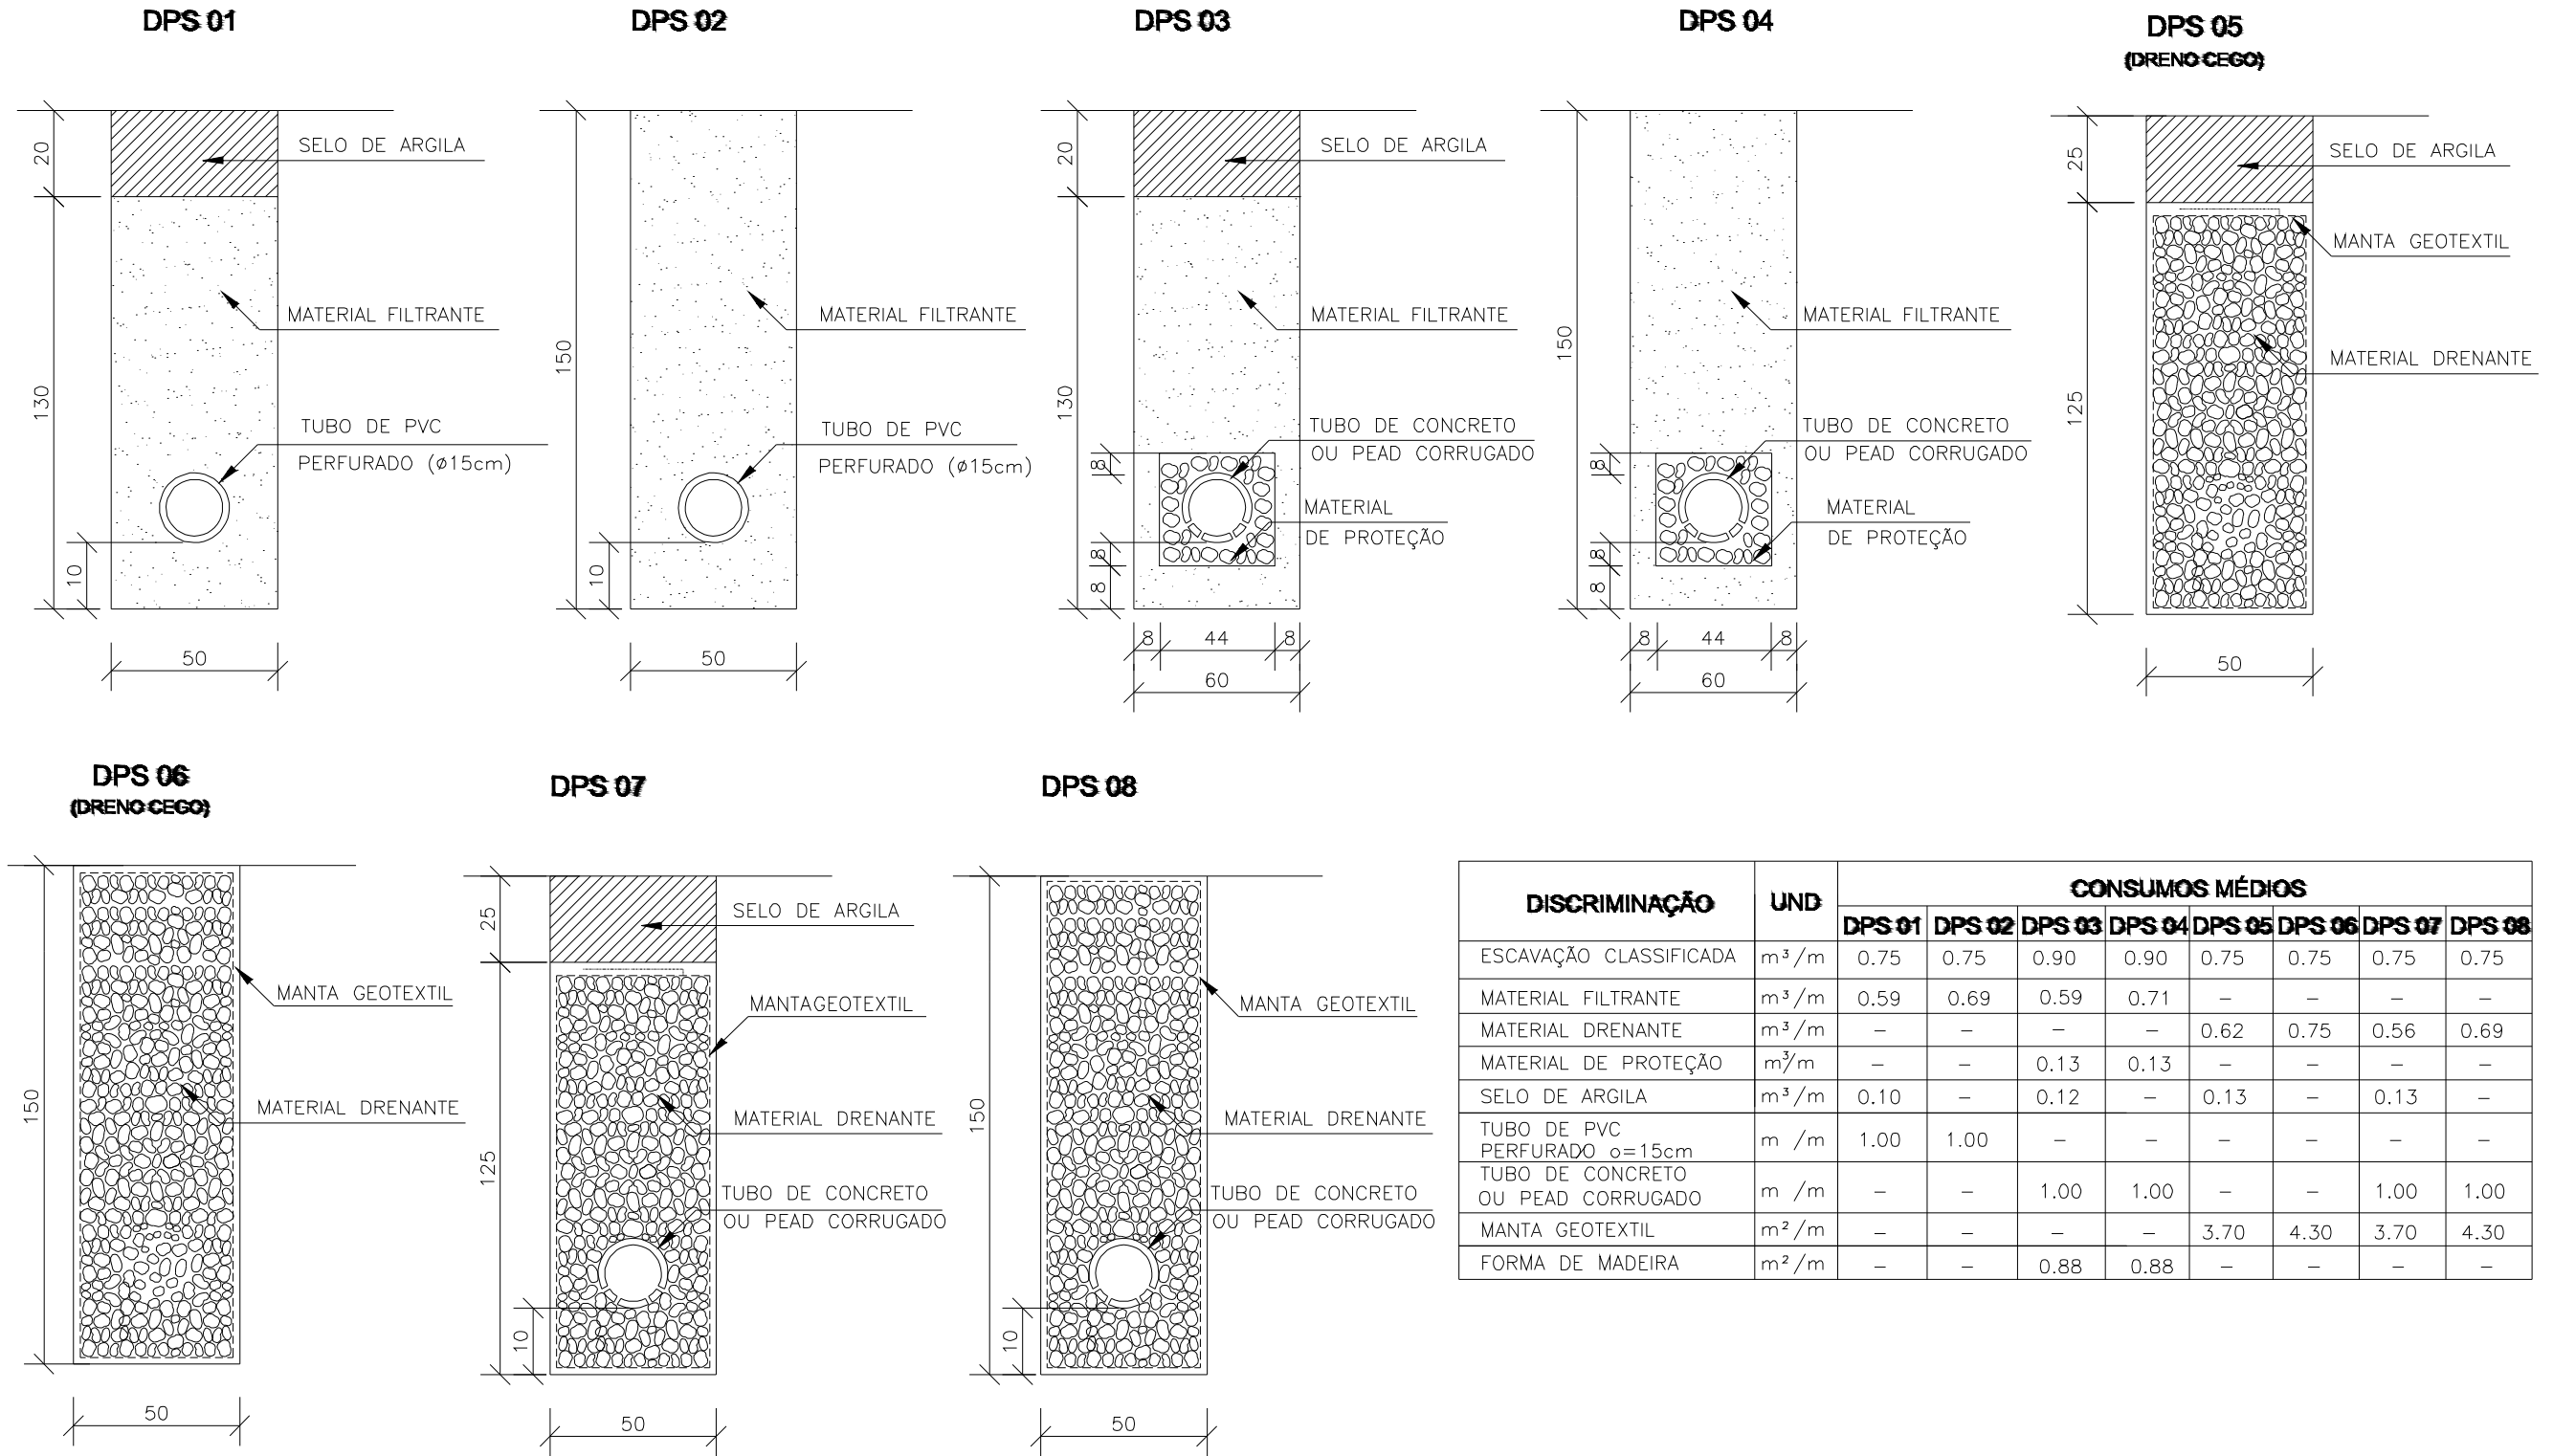 DPS 01
20
SELO DE ARGILA
MATERIAL FILTRANTE
130
TUBO DE PVC
PERFURADO (ø15cm)
10
50
DPS 02
150
MATERIAL FILTRANTE
TUBO DE PVC
PERFURADO (ø15cm)
10
50
DPS 03
20
SELO DE ARGILA
MATERIAL FILTRANTE
130
TUBO DE CONCRETO
OU PEAD CORRUGADO
8
MATERIAL
DE PROTEÇÃO
8
8
8 44 8
60
DPS 04
MATERIAL FILTRANTE
150
TUBO DE CONCRETO
OU PEAD CORRUGADO
8
MATERIAL
DE PROTEÇÃO
8
8
8 44 8
60
DPS 05
(DRENO CEGO)
25
SELO DE ARGILA
MANTA GEOTEXTIL
MATERIAL DRENANTE
125
50
DPS 06
(DRENO CEGO)
MANTA GEOTEXTIL
150
MATERIAL DRENANTE
50
DPS 07
25
SELO DE ARGILA
MANTAGEOTEXTIL
MATERIAL DRENANTE
125
TUBO DE CONCRETO
OU PEAD CORRUGADO
10
50
DPS 08
MANTA GEOTEXTIL
150
MATERIAL DRENANTE
TUBO DE CONCRETO
OU PEAD CORRUGADO
10
50
DISCRIMINAÇÃO UND CONSUMOS MÉDIOS
DPS 01 DPS 02 DPS 03 DPS 04 DPS 05 DPS 06 DPS 07 DPS 08
ESCAVAÇÃO CLASSIFICADA m³/m 0.75 0.75 0.90 0.90 0.75 0.75 0.75 0.75
MATERIAL FILTRANTE m³/m 0.59 0.69 0.59 0.71 – – – –
MATERIAL DRENANTE m³/m – – – – 0.62 0.75 0.56 0.69
MATERIAL DE PROTEÇÃO m³/m – – 0.13 0.13 – – – –
SELO DE ARGILA m³/m 0.10 – 0.12 – 0.13 – 0.13 –
TUBO DE PVC
PERFURADO o=15cm m /m 1.00 1.00 – – – – – –
TUBO DE CONCRETO
OU PEAD CORRUGADO m /m – – 1.00 1.00 – – 1.00 1.00
MANTA GEOTEXTIL m²/m – – – – 3.70 4.30 3.70 4.30
FORMA DE MADEIRA m²/m – – 0.88 0.88 – – – –